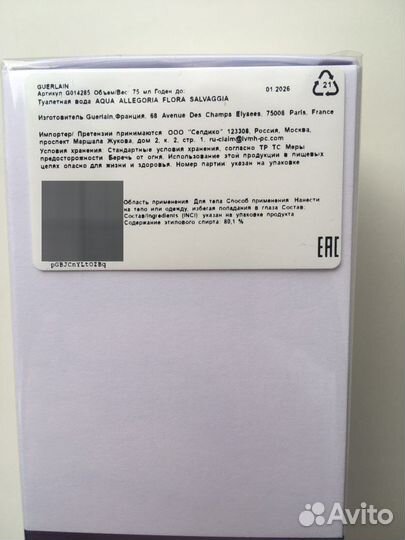 GUERLAIN
Артикул G014285 Объем/Вес 75 мл Годен до: 01 2026
Туалетная вода AQUA ALLEGORIA FLORA SALVAGGIA
21
Изготовитель Guerlain,Франция. 68 Avenue Des Champs Elysees, 75008 Paris, France
Импортер/ Претензии принимаются ООО "Селдико" 123308, Россия, Москва,
проспект Маршала Жукова, дом 2, к. 2, стр. 1. ru-claim@lvmh-pc.com
Условия хранения: Стандартные условия хранения, согласно ТР ТС Меры
предосторожности Беречь от огня. Использование этой продукции в пищевых
целях опасно для жизни и здоровья. Номер партии указан на упаковке
Область применения Для тела Способ применения Нанести
на тело или одежду, избегая попадания в глаза Состав:
Состав/Ingredients (INCI): указан на упаковке продукта
Содержание этилового спирта: 80,1 %
EAC
pGBJCnYLtOZBq
Avito